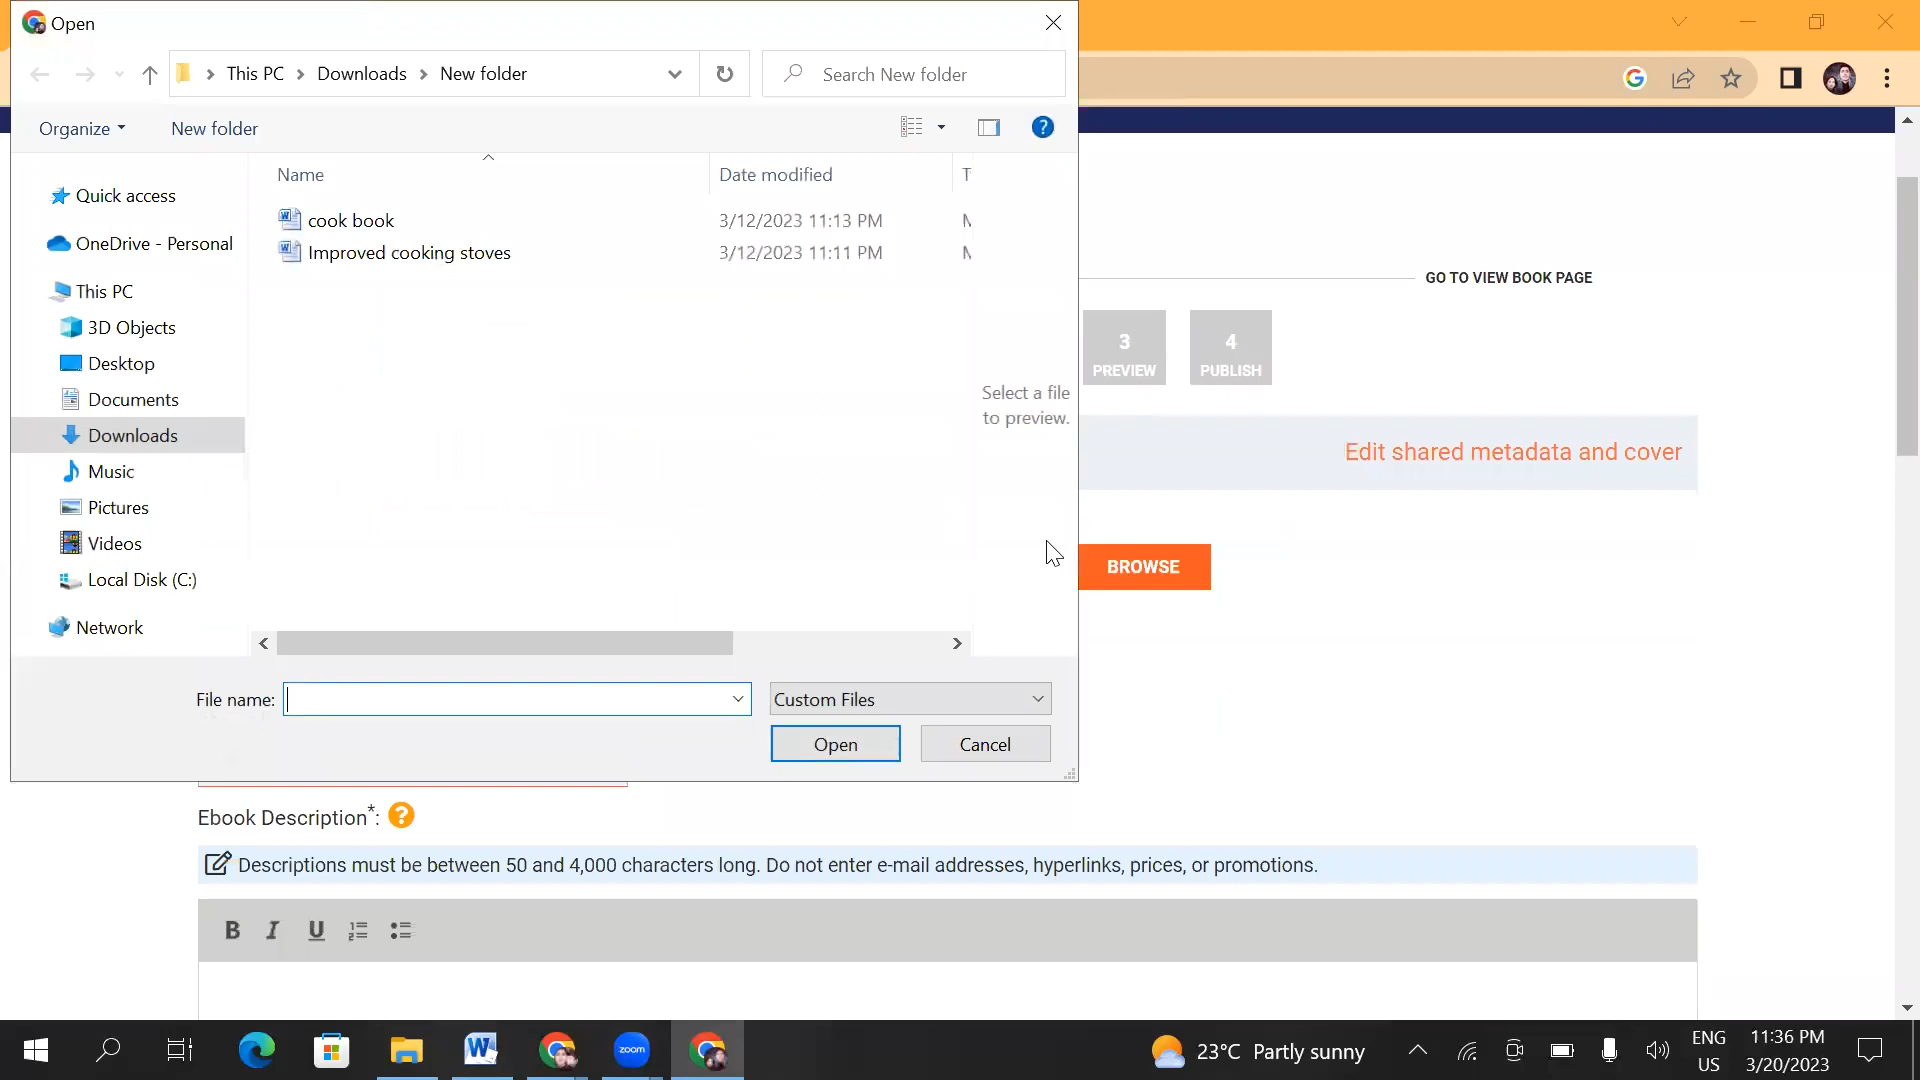 Open
This PC > Downloads > New folder
Search New folder
Organize
New folder
Name
Date modified
Quick access
OneDrive - Personal
This PC
3D Objects
Desktop
Documents
Downloads
Music
Pictures
Videos
Local Disk (C:)
Network
cook book 3/12/2023 11:13 PM
Improved cooking stoves 3/12/2023 11:11 PM
Select a file
to preview.
File name:
Custom Files
Open
Cancel
GO TO VIEW BOOK PAGE
3
PREVIEW
4
PUBLISH
Edit shared metadata and cover
BROWSE
Ebook Description*: ?
Descriptions must be between 50 and 4,000 characters long. Do not enter e-mail addresses, hyperlinks, prices, or promotions.
B I U
zoom
23°C Partly sunny
ENG
US
11:36 PM
3/20/2023